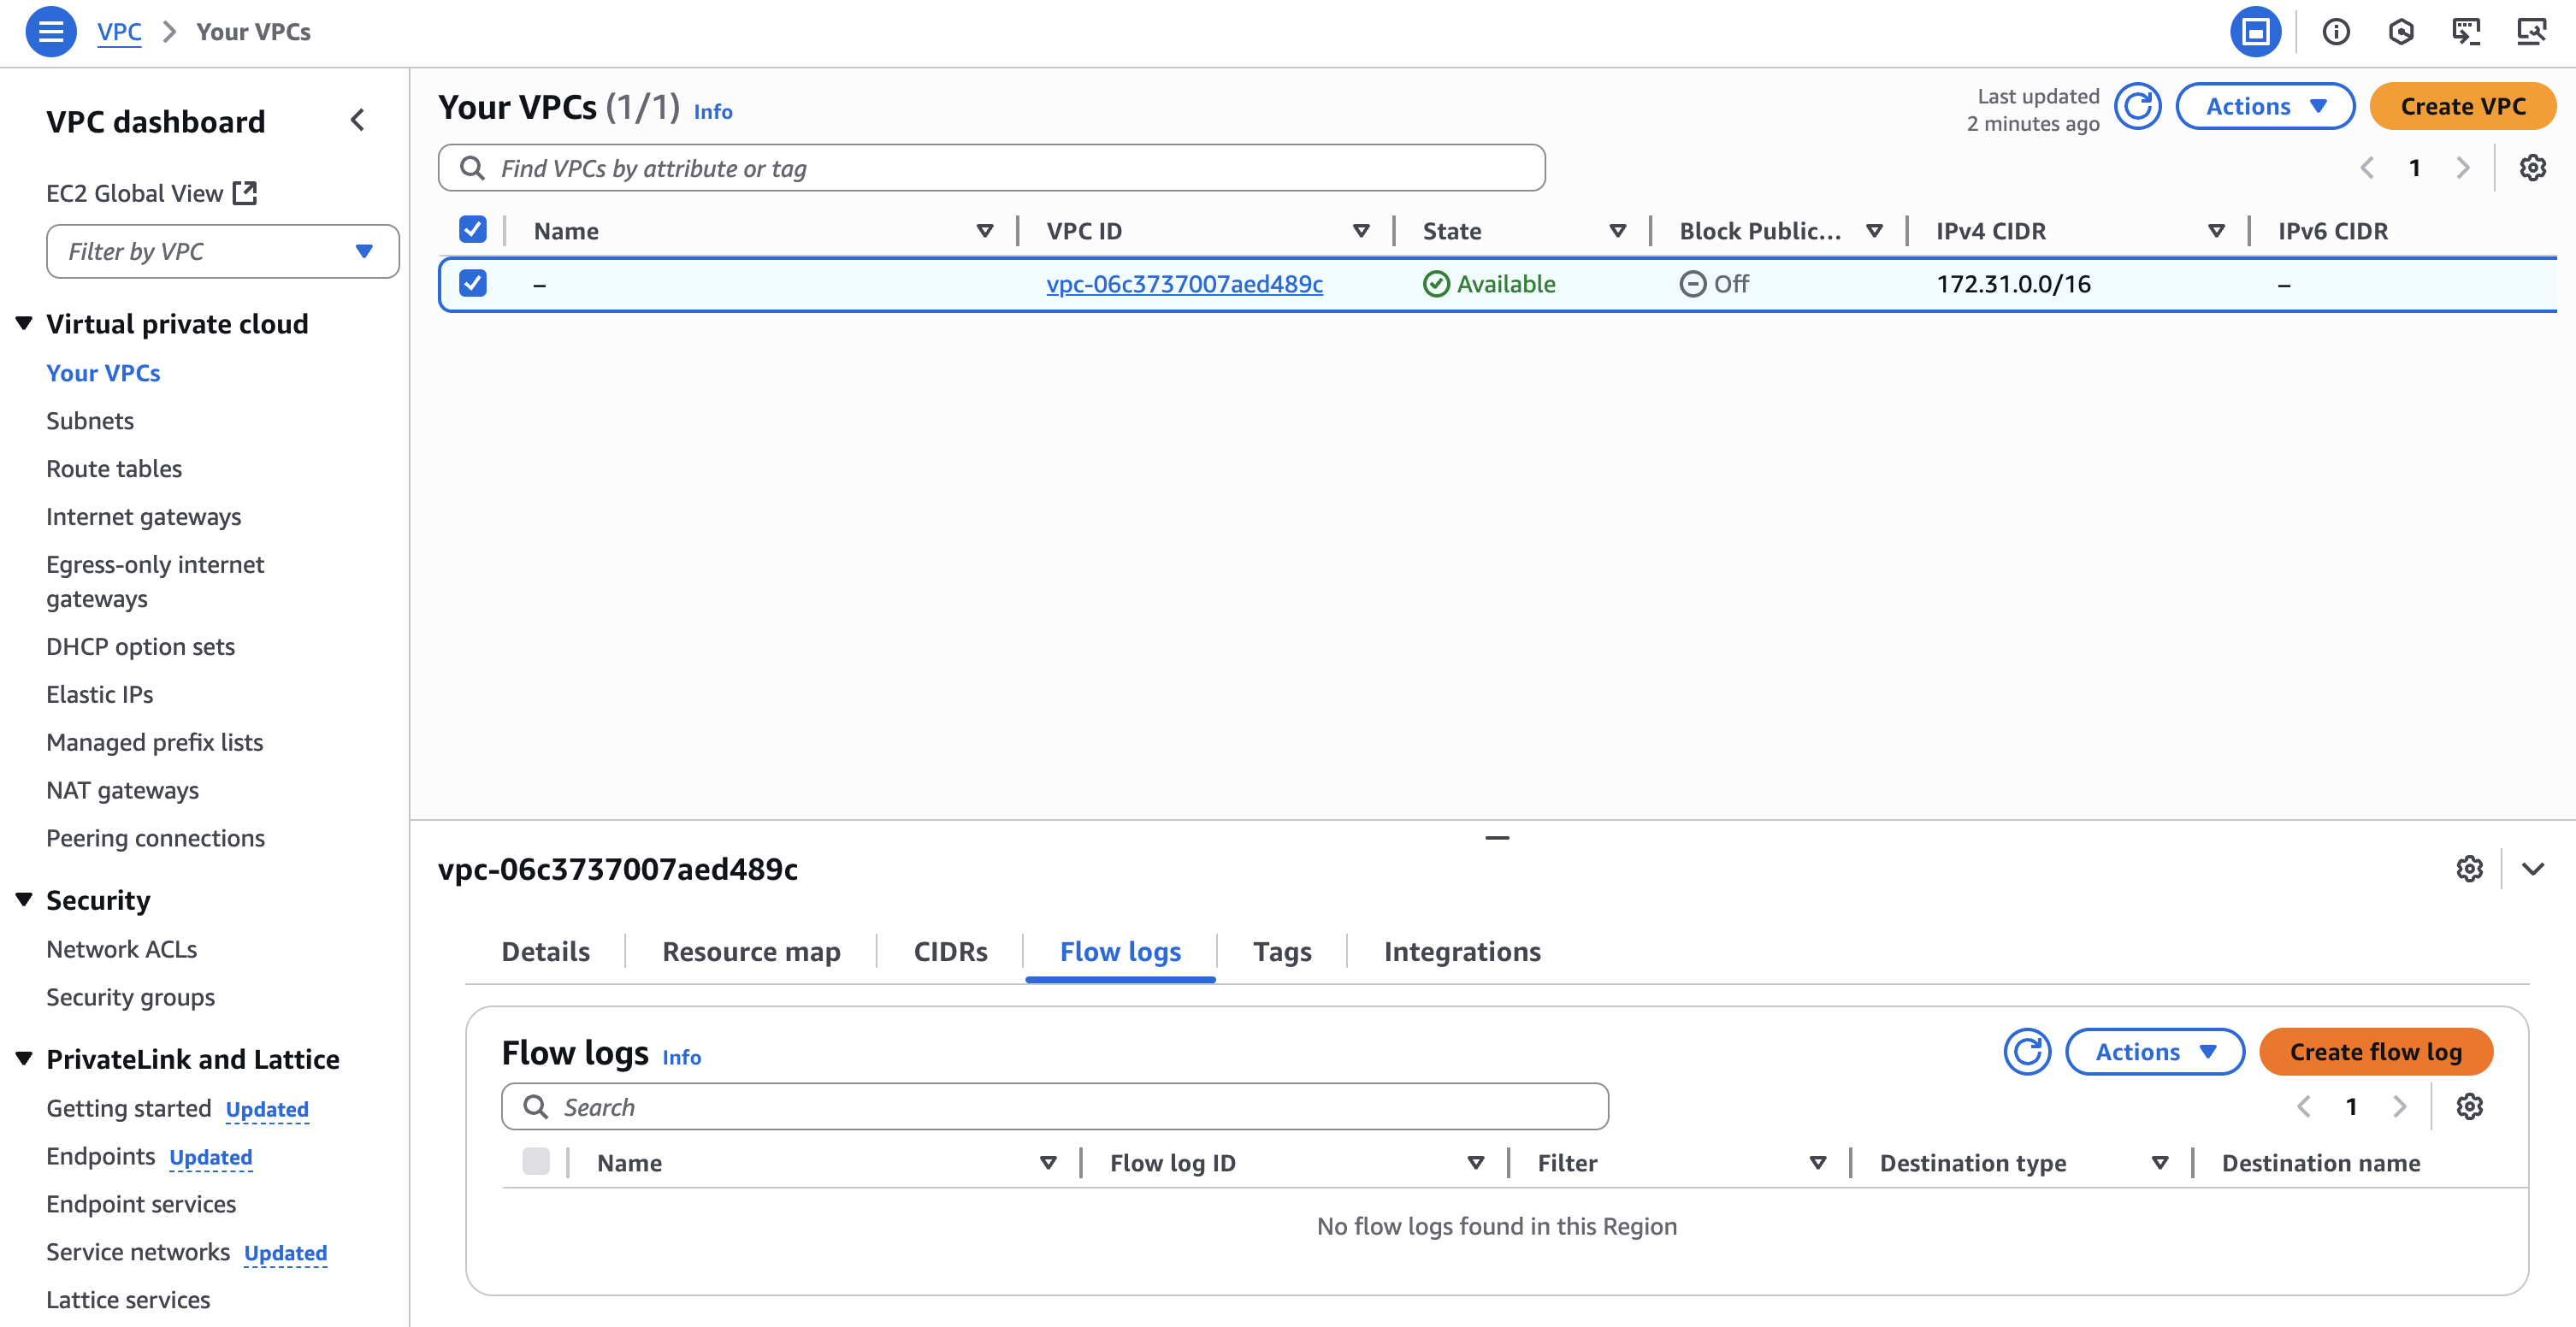 VPC > Your VPCs
VPC dashboard
EC2 Global View
Filter by VPC
Virtual private cloud
Your VPCs
Subnets
Route tables
Internet gateways
Egress-only internet
gateways
DHCP option sets
Elastic IPs
Managed prefix lists
NAT gateways
Peering connections
Security
Network ACLs
Security groups
PrivateLink and Lattice
Getting started Updated
Endpoints Updated
Endpoint services
Service networks Updated
Lattice services
Your VPCs (1/1) Info
Last updated
2 minutes ago
Actions
Create VPC
Find VPCs by attribute or tag
1
Name VPC ID State Block Public... IPv4 CIDR IPv6 CIDR
– vpc-06c3737007aed489c Available Off 172.31.0.0/16 –
vpc-06c3737007aed489c
Details Resource map CIDRs Flow logs Tags Integrations
Flow logs Info
Actions
Create flow log
Search
1
Name Flow log ID Filter Destination type Destination name
No flow logs found in this Region